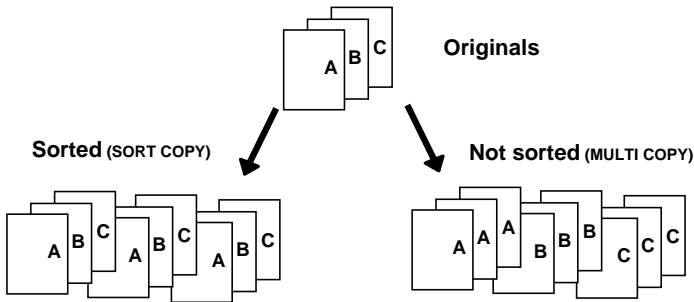 Originals
A B C
Sorted (SORT COPY)
Not sorted (MULTI COPY)
A B C A B C A B C
A A A B B B C C C